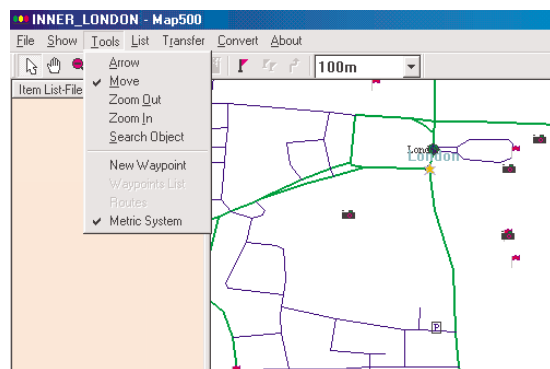 INNER_LONDON - Map500
File Show Tools List Transfer Convert About
100m
Item List-File
Arrow
Move
Zoom Out
Zoom In
Search Object
New Waypoint
Waypoints List
Routes
Metric System
London
P